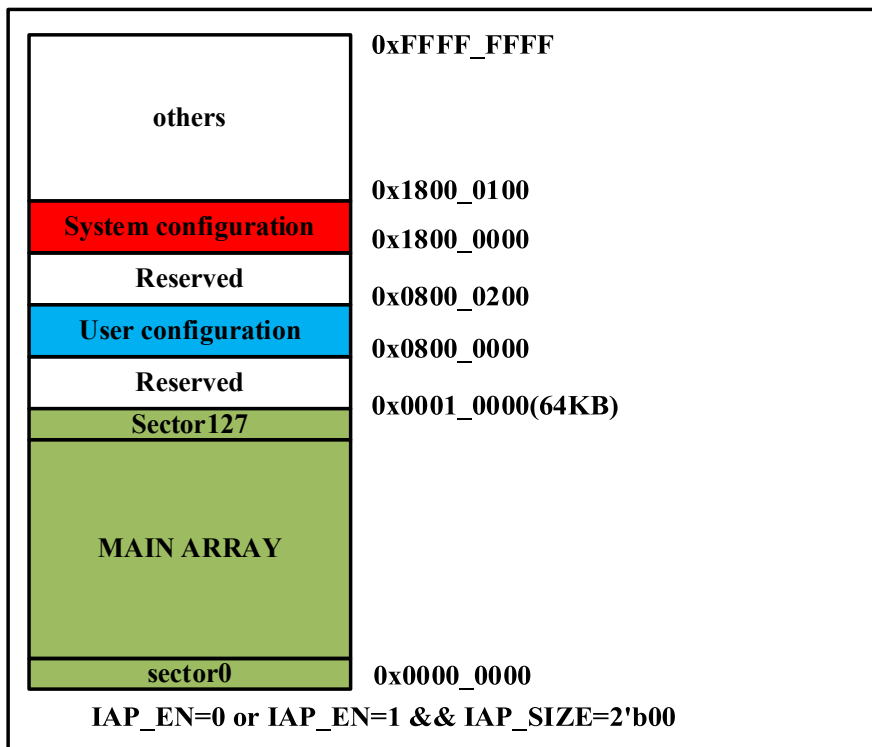 0xFFFF_FFFF
others
0x1800_0100
System configuration
0x1800_0000
Reserved
0x0800_0200
User configuration
0x0800_0000
Reserved
0x0001_0000(64KB)
Sector127
MAIN ARRAY
sector0
0x0000_0000
IAP_EN=0 or IAP_EN=1 && IAP_SIZE=2'b00